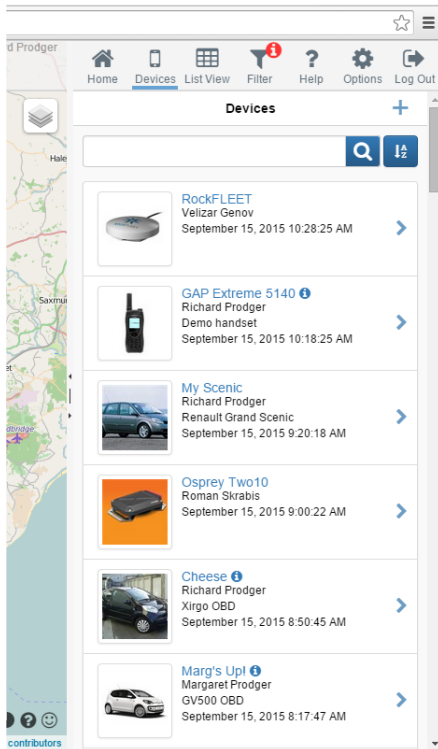 d Prodger
Home Devices List View Filter Help Options Log Out
Devices
Hale
RockFLEET
Velizar Genov
September 15, 2015 10:28:25 AM
GAP Extreme 5140
Richard Prodger
Demo handset
September 15, 2015 10:18:25 AM
Saxmu
My Scenic
Richard Prodger
Renault Grand Scenic
September 15, 2015 9:20:18 AM
dbridge
Osprey Two10
Roman Skrabis
September 15, 2015 9:00:22 AM
Cheese
Richard Prodger
Xirgo OBD
September 15, 2015 8:50:45 AM
Marg's Up!
Margaret Prodger
GV500 OBD
September 15, 2015 8:17:47 AM
contributors